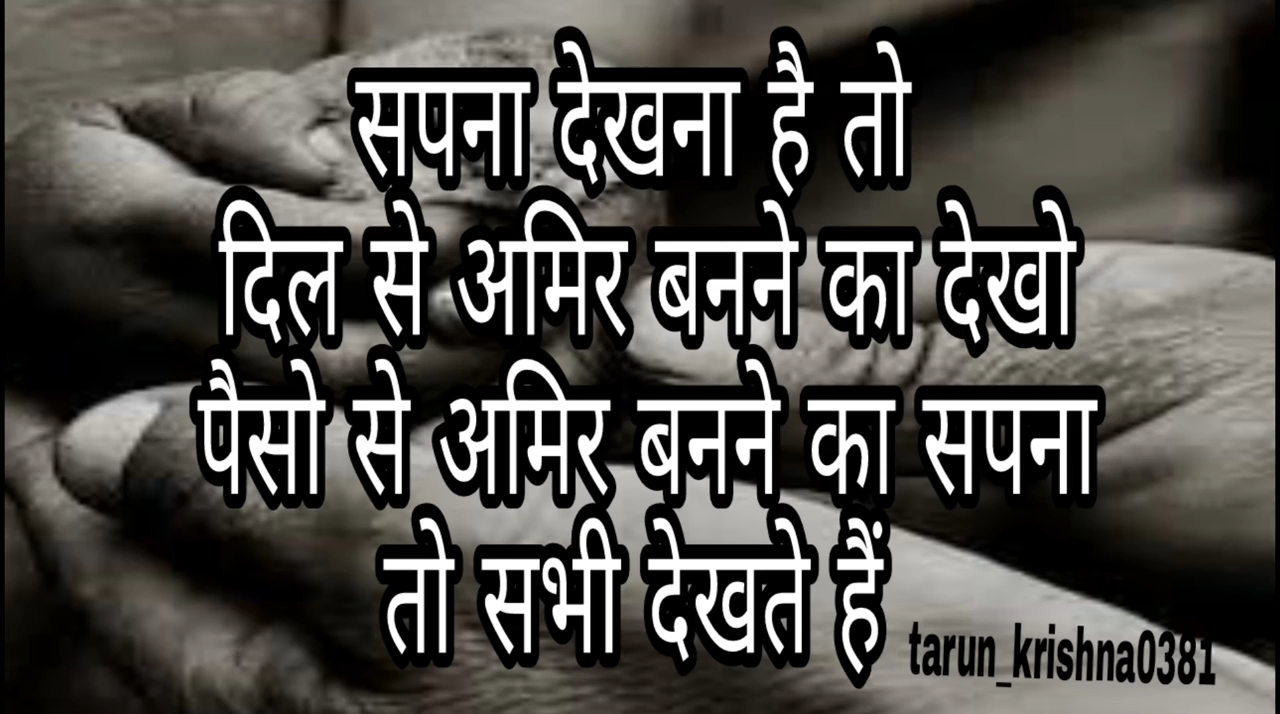 सपना देखना है तो
दिल से अमिर बनने का देखो
पैसो से अमिर बनने का सपना
तो सभी देखते हैं
tarun_krishna0381